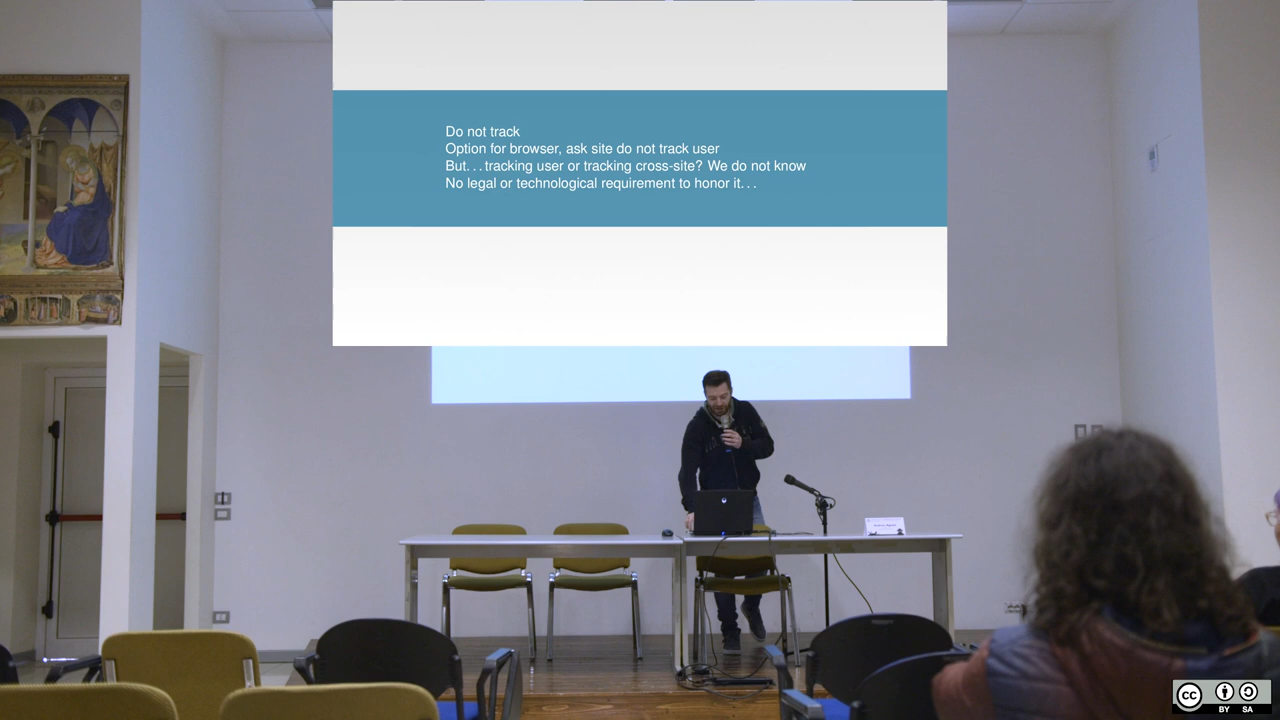 Do not track
Option for browser, ask site do not track user
But. . . tracking user or tracking cross-site? We do not know
No legal or technological requirement to honor it. . .
cc
BY SA